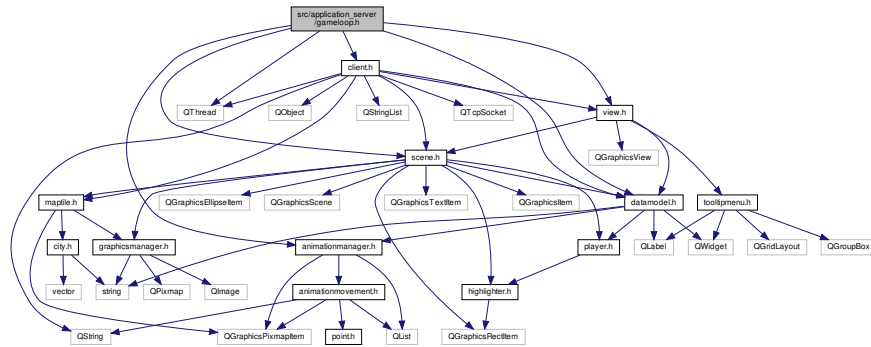 src/application_server
/gameloop.h
client.h
QThread
QObject
QStringList
QTcpSocket
view.h
scene.h
QGraphicsView
maptile.h
QGraphicsEllipseItem
QGraphicsScene
QGraphicsTextItem
QGraphicsItem
datamodel.h
tooltipmenu.h
city.h
graphicsmanager.h
animationmanager.h
player.h
QLabel
QWidget
QGridLayout
QGroupBox
vector
string
QPixmap
QImage
animationmovement.h
highlighter.h
QString
QGraphicsPixmapItem
point.h
QList
QGraphicsRectItem